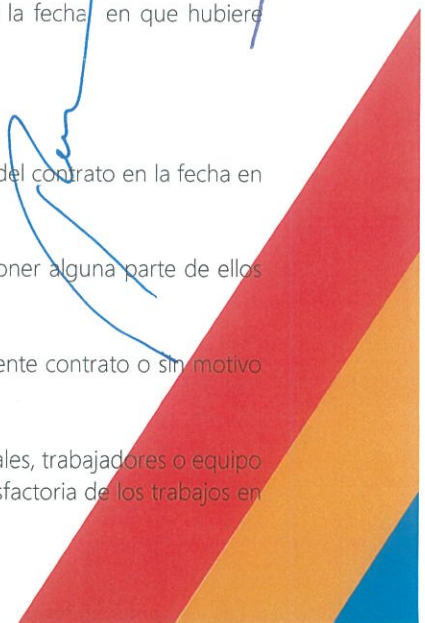 la fecha en que hubiere
del contrato en la fecha en
oner alguna parte de ellos
ente contrato o sin motivo
ales, trabajadores o equipo
sfactoria de los trabajos en